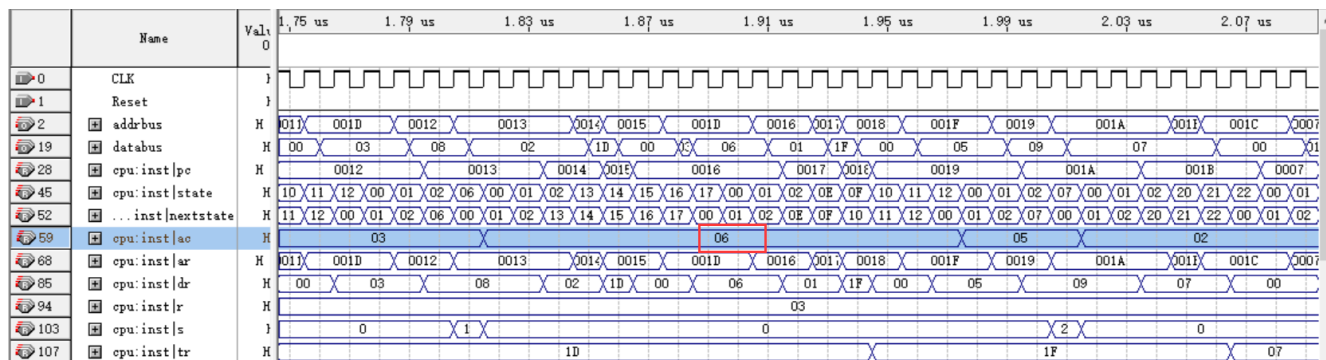 Name Valu 0 1.75 us 1.79 us 1.83 us 1.87 us 1.91 us 1.95 us 1.99 us 2.03 us 2.07 us
0 CLK
1 Reset
2 addrbus H 001D 0012 0013 0014 0015 001D 0016 0017 0018 001F 0019 001A 001B 001C 0007
19 databus H 00 03 08 02 1D 00 06 01 1F 00 05 09 07 00
28 cpu:inst|pc H 0012 0013 0014 0015 0016 0017 0018 0019 001A 001B 0007
45 cpu:inst|state H 10 11 12 00 01 02 06 00 01 02 13 14 15 16 17 00 01 02 0E 0F 10 11 12 00 01 02 07 00 01 02 20 21 22 00 01
52 ...inst|nextstate H 11 12 00 01 02 06 00 01 02 13 14 15 16 17 00 01 02 0E 0F 10 11 12 00 01 02 07 00 01 02 20 21 22 00 01 02
59 cpu:inst|ac H 03 06 05 02
68 cpu:inst|ar H 001D 0012 0013 0014 0015 001D 0016 0017 0018 001F 0019 001A 001B 001C 0007
85 cpu:inst|dr H 00 03 08 02 1D 00 06 01 1F 00 05 09 07 00
94 cpu:inst|r H 03
103 cpu:inst|s 0 1 0 2 0
107 cpu:inst|tr H 1D 1F 07